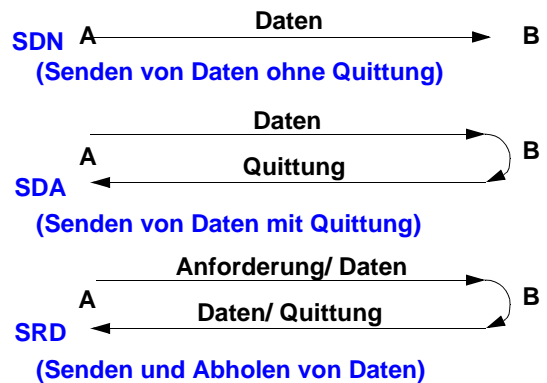 Daten
SDN A B
(Senden von Daten ohne Quittung)
Daten
A B
Quittung
SDA
(Senden von Daten mit Quittung)
Anforderung/ Daten
A B
Daten/ Quittung
SRD
(Senden und Abholen von Daten)